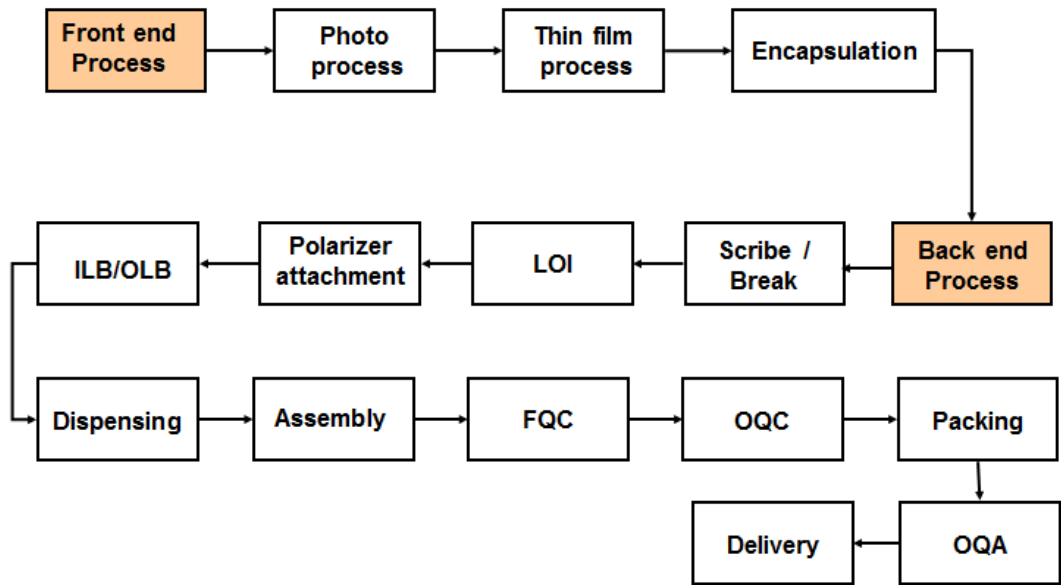 Front end
Process
Photo
process
Thin film
process
Encapsulation
ILB/OLB
Polarizer
attachment
LOI
Scribe /
Break
Back end
Process
Dispensing
Assembly
FQC
OQC
Packing
Delivery
OQA